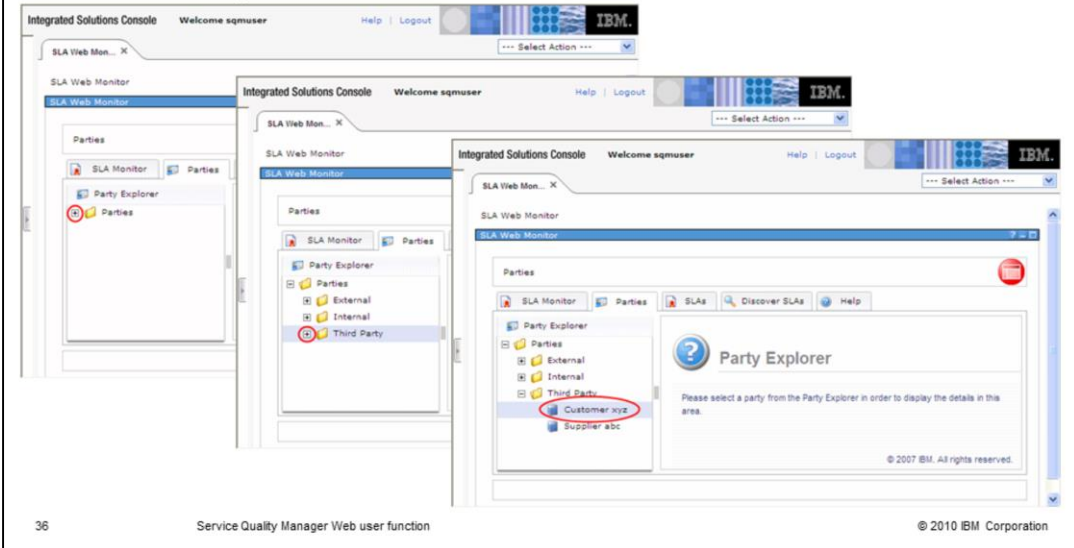 Integrated Solutions Console Welcome sqmuser Help | Logout IBM.
SLA Web Mon... X --- Select Action ---
SLA Web Monitor
SLA Web Monitor
Parties
SLA Monitor Parties
Party Explorer
Parties
Integrated Solutions Console Welcome sqmuser Help | Logout IBM.
SLA Web Mon... X --- Select Action ---
SLA Web Monitor
SLA Web Monitor
Parties
SLA Monitor Parties
Party Explorer
Parties
External
Internal
Third Party
Integrated Solutions Console Welcome sqmuser Help | Logout IBM.
SLA Web Mon... X --- Select Action ---
SLA Web Monitor
SLA Web Monitor
Parties
SLA Monitor Parties SLAs Discover SLAs Help
Party Explorer
Parties
External
Internal
Third Party
Customer xyz
Supplier abc
Party Explorer
Please select a party from the Party Explorer in order to display the details in this
area.
© 2007 IBM. All rights reserved.
36 Service Quality Manager Web user function © 2010 IBM Corporation